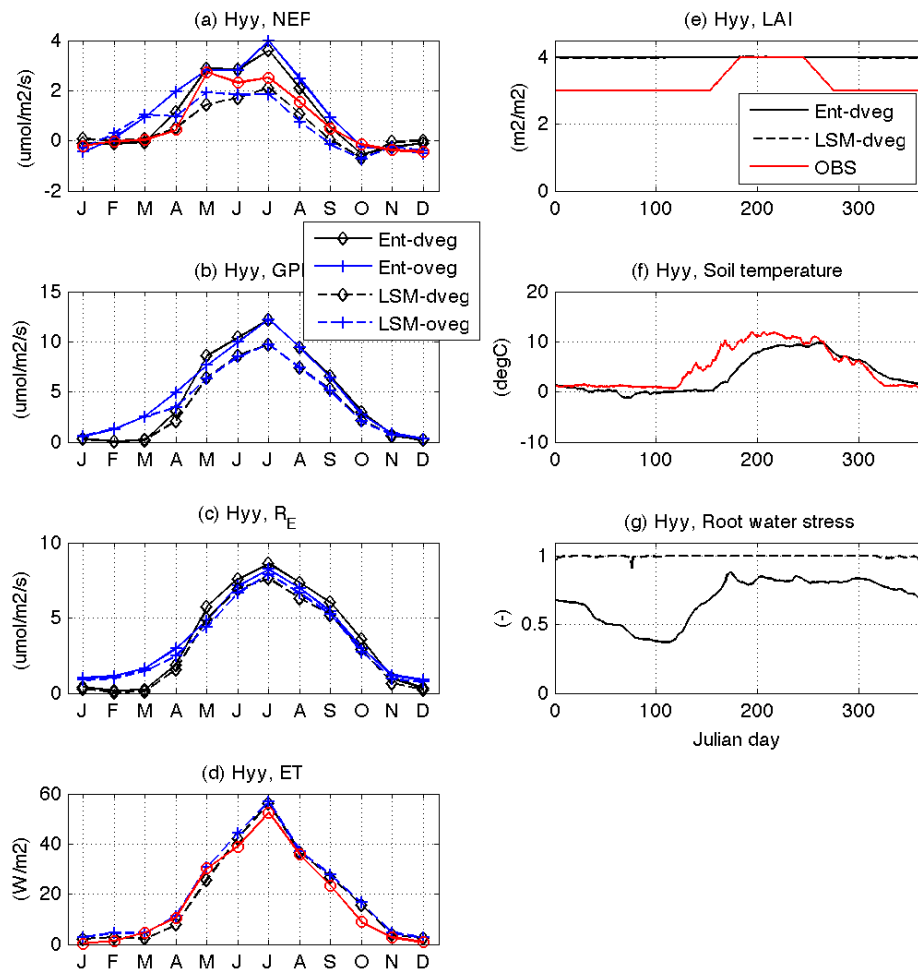 (a) Hyy, NEF
(umol/m2/s)
4
2
0
-2
J F M A M J J A S O N D
(b) Hyy, GPP
(umol/m2/s)
15
10
5
0
J F M A M J J A S O N D
Ent-dveg
Ent-oveg
LSM-dveg
LSM-oveg
(c) Hyy, R_E
(umol/m2/s)
10
5
0
J F M A M J J A S O N D
(d) Hyy, ET
(W/m2)
60
40
20
0
J F M A M J J A S O N D
(e) Hyy, LAI
(m2/m2)
4
2
0
0 100 200 300
Ent-dveg
LSM-dveg
OBS
(f) Hyy, Soil temperature
(degC)
20
10
0
-10
0 100 200 300
(g) Hyy, Root water stress
(-)
1
0.5
0
0 100 200 300
Julian day